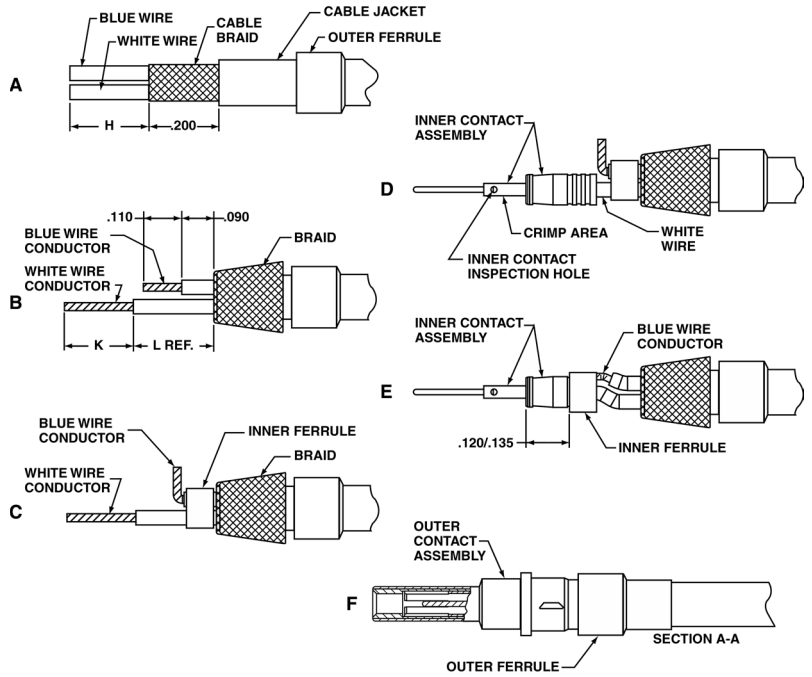 BLUE WIRE
WHITE WIRE
CABLE
BRAID
CABLE JACKET
OUTER FERRULE
A
H
.200
.110
.090
BLUE WIRE
CONDUCTOR
WHITE WIRE
CONDUCTOR
BRAID
B
K
L REF.
BLUE WIRE
CONDUCTOR
INNER FERRULE
WHITE WIRE
CONDUCTOR
BRAID
C
INNER CONTACT
ASSEMBLY
D
CRIMP AREA
WHITE
WIRE
INNER CONTACT
INSPECTION HOLE
INNER CONTACT
ASSEMBLY
BLUE WIRE
CONDUCTOR
E
.120/.135
INNER FERRULE
OUTER
CONTACT
ASSEMBLY
F
SECTION A-A
OUTER FERRULE